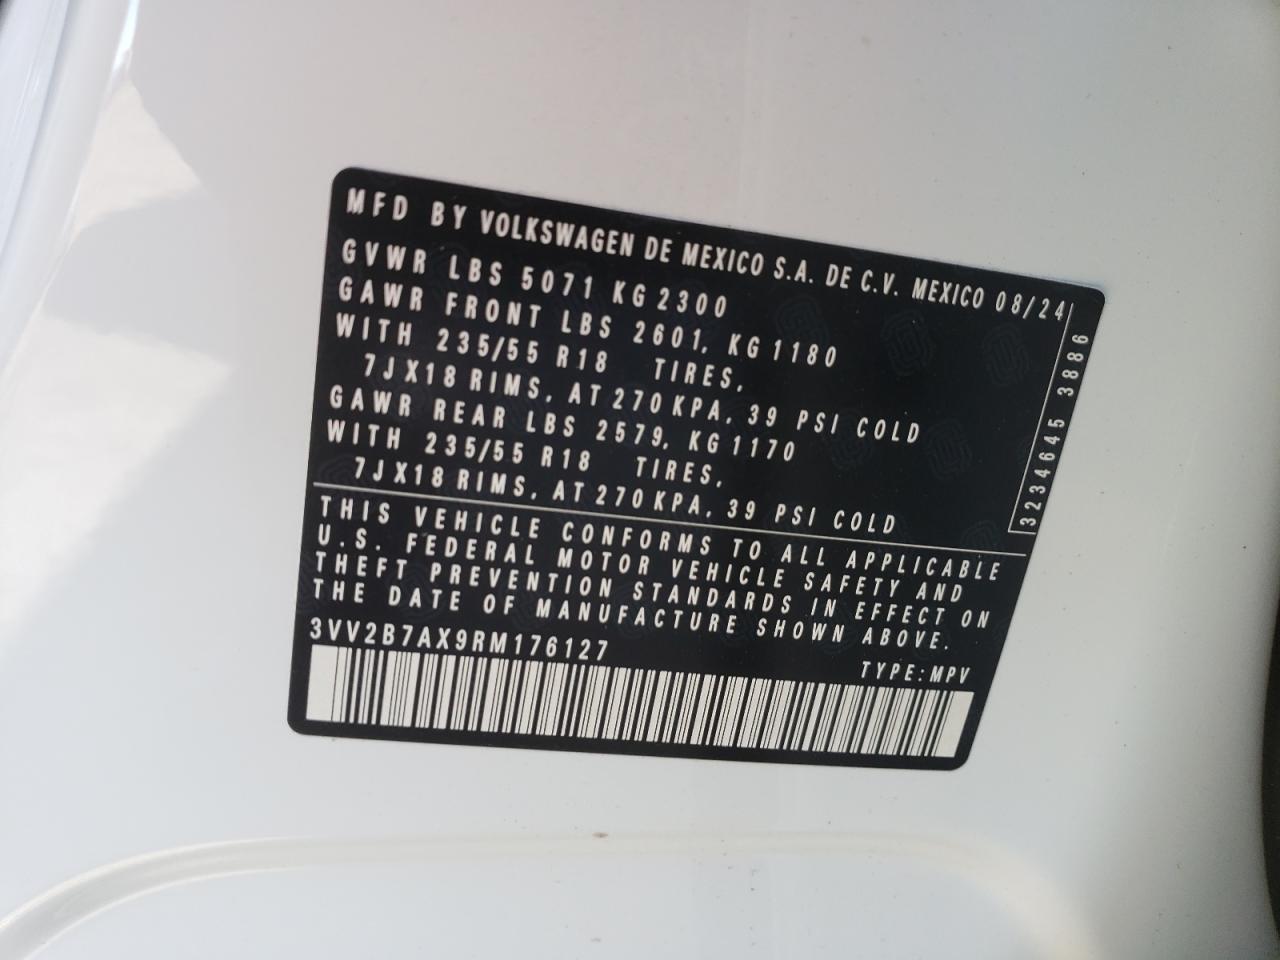 MFD BY VOLKSWAGEN DE MEXICO S.A. DE C.V. MEXICO 08/24
GVWR LBS 5071 KG 2300
GAWR FRONT LBS 2601, KG 1180
WITH 235/55 R18 TIRES,
7JX18 RIMS, AT 270 KPA, 39 PSI COLD
GAWR REAR LBS 2579, KG 1170
WITH 235/55 R18 TIRES,
7JX18 RIMS, AT 270 KPA, 39 PSI COLD
3234645 3886
THIS VEHICLE CONFORMS TO ALL APPLICABLE
U.S. FEDERAL MOTOR VEHICLE SAFETY AND
THEFT PREVENTION STANDARDS IN EFFECT ON
THE DATE OF MANUFACTURE SHOWN ABOVE.
3VV2B7AX9RM176127
TYPE: MPV